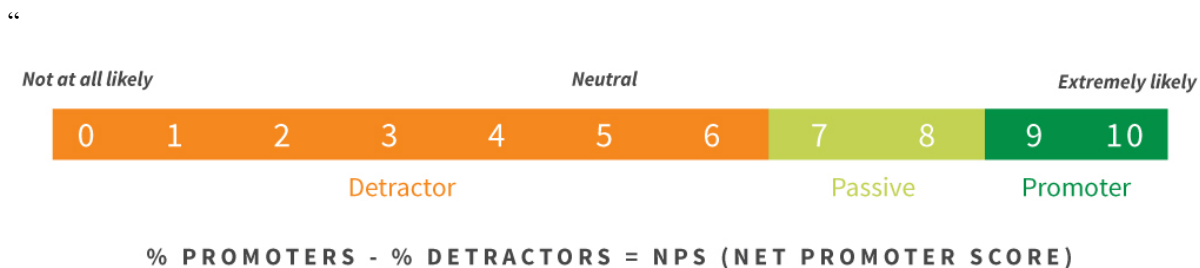 “
Not at all likely Neutral Extremely likely
0 1 2 3 4 5 6 7 8 9 10
Detractor Passive Promoter
% PROMOTERS - % DETRACTORS = NPS (NET PROMOTER SCORE)